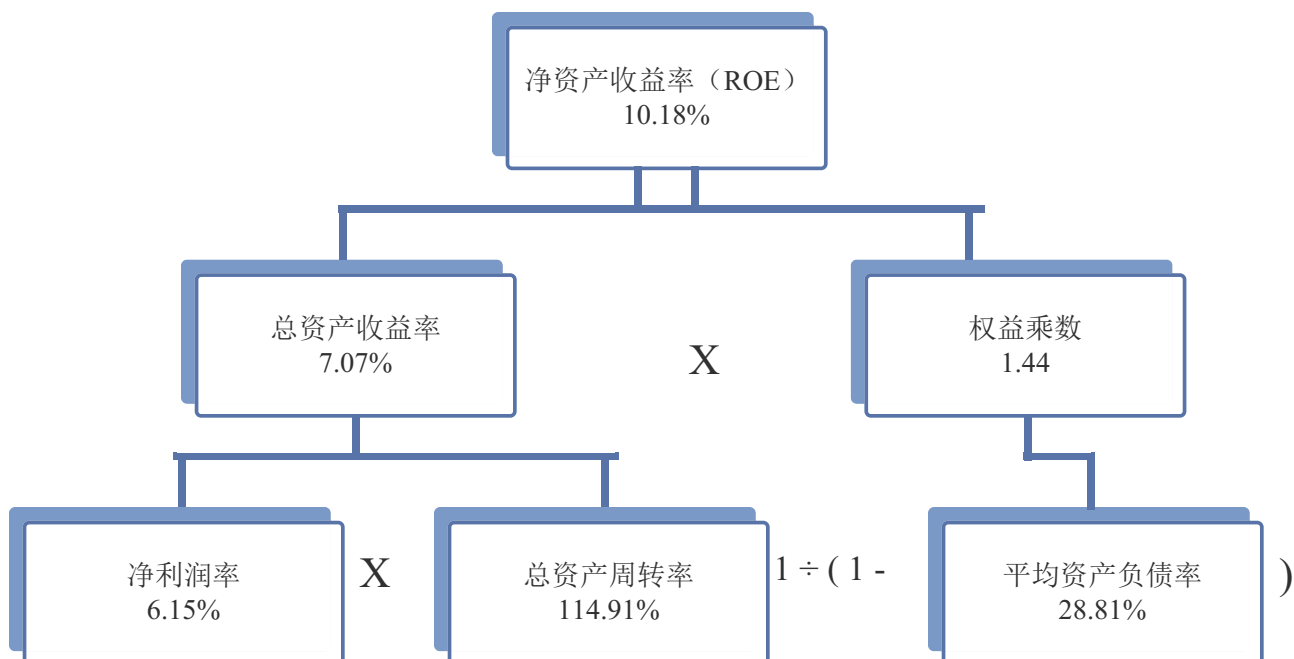 净资产收益率（ROE）
10.18%
总资产收益率
7.07%
X
权益乘数
1.44
净利润率
6.15%
X
总资产周转率
114.91%
1 ÷ ( 1 -
平均资产负债率
28.81%
)